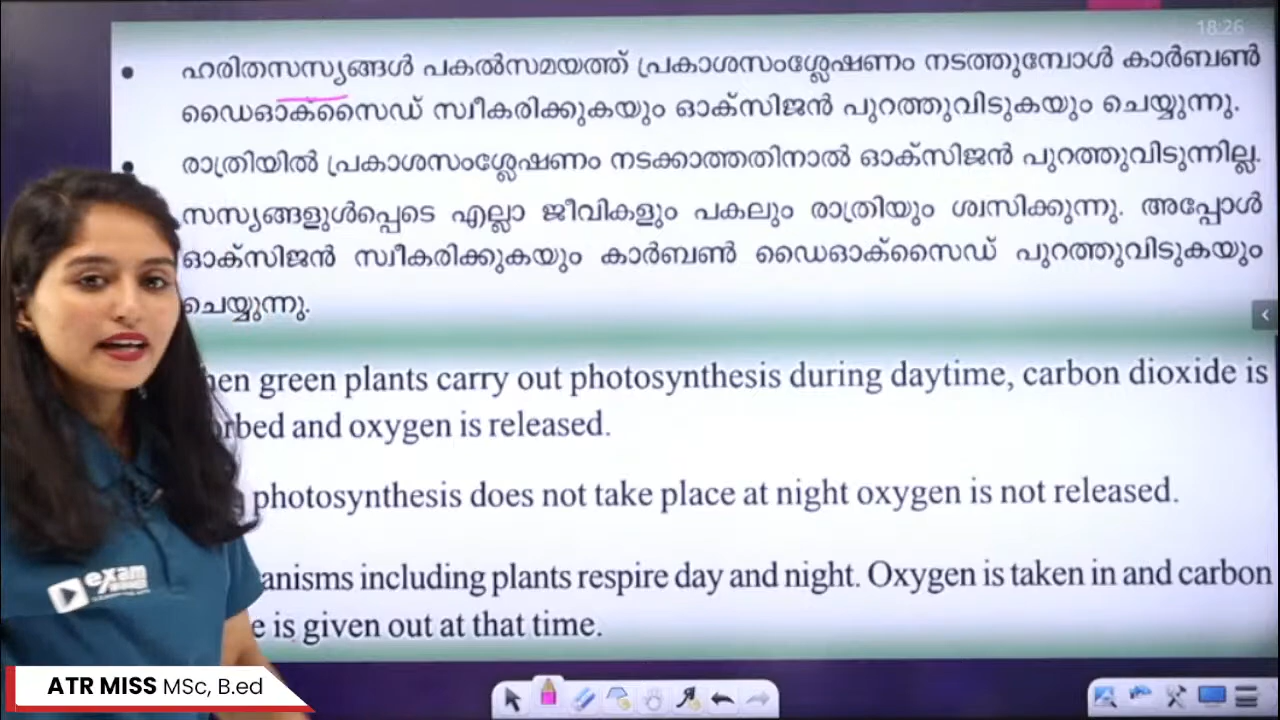 18:26
ഹരിതസസ്യങ്ങൾ പകൽസമയത്ത് പ്രകാശസംശ്ലേഷണം നടത്തുമ്പോൾ കാർബൺ
ഡൈഓക്സൈഡ് സ്വീകരിക്കുകയും ഓക്സിജൻ പുറത്തുവിടുകയും ചെയ്യുന്നു.
രാത്രിയിൽ പ്രകാശസംശ്ലേഷണം നടക്കാത്തതിനാൽ ഓക്സിജൻ പുറത്തുവിടുന്നില്ല.
സസ്യങ്ങളുൾപ്പെടെ എല്ലാ ജീവികളും പകലും രാത്രിയും ശ്വസിക്കുന്നു. അപ്പോൾ
ഓക്സിജൻ സ്വീകരിക്കുകയും കാർബൺ ഡൈഓക്സൈഡ് പുറത്തുവിടുകയും
ചെയ്യുന്നു.
green plants carry out photosynthesis during daytime, carbon dioxide is
and oxygen is released.
photosynthesis does not take place at night oxygen is not released.
including plants respire day and night. Oxygen is taken in and carbon
is given out at that time.
exam
ATR MISS MSc, B.ed